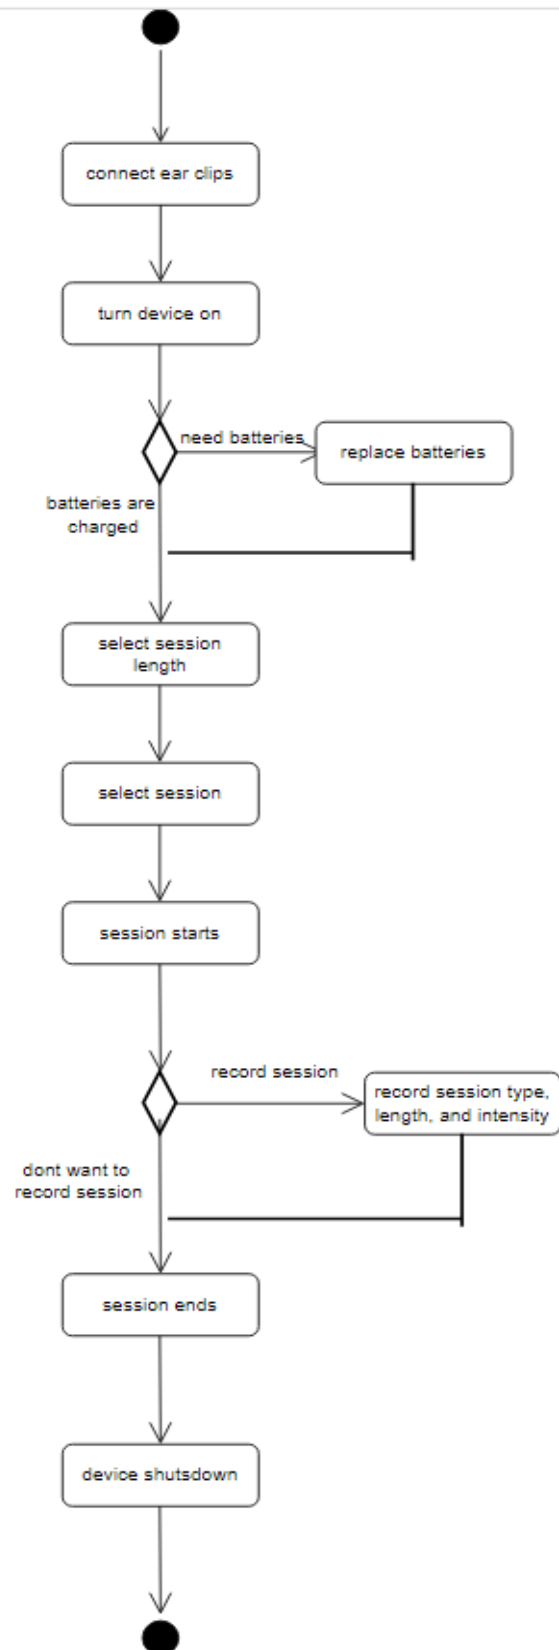 connect ear clips
turn device on
need batteries
replace batteries
batteries are
charged
select session
length
select session
session starts
record session
record session type,
length, and intensity
dont want to
record session
session ends
device shutsdown